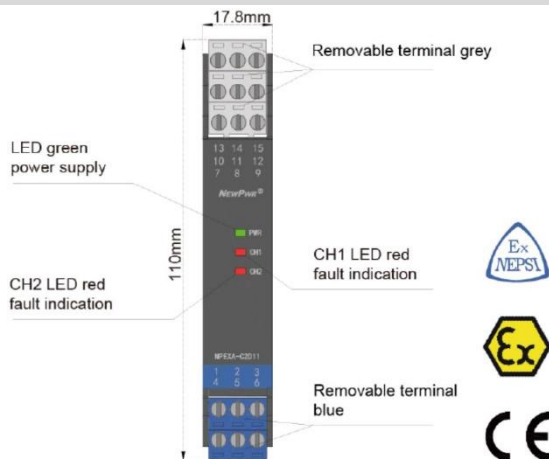 17.8mm
Removable terminal grey
110mm
13 14 15
10 11 12
7 8 9
LED green
power supply
NEWPWR®
PWR
CH1
CH2
CH1 LED red
fault indication
CH2 LED red
fault indication
NPEXA-C2D11
1 2 3
4 5 6
Removable terminal
blue
Ex
NEPSI
Ex
CE